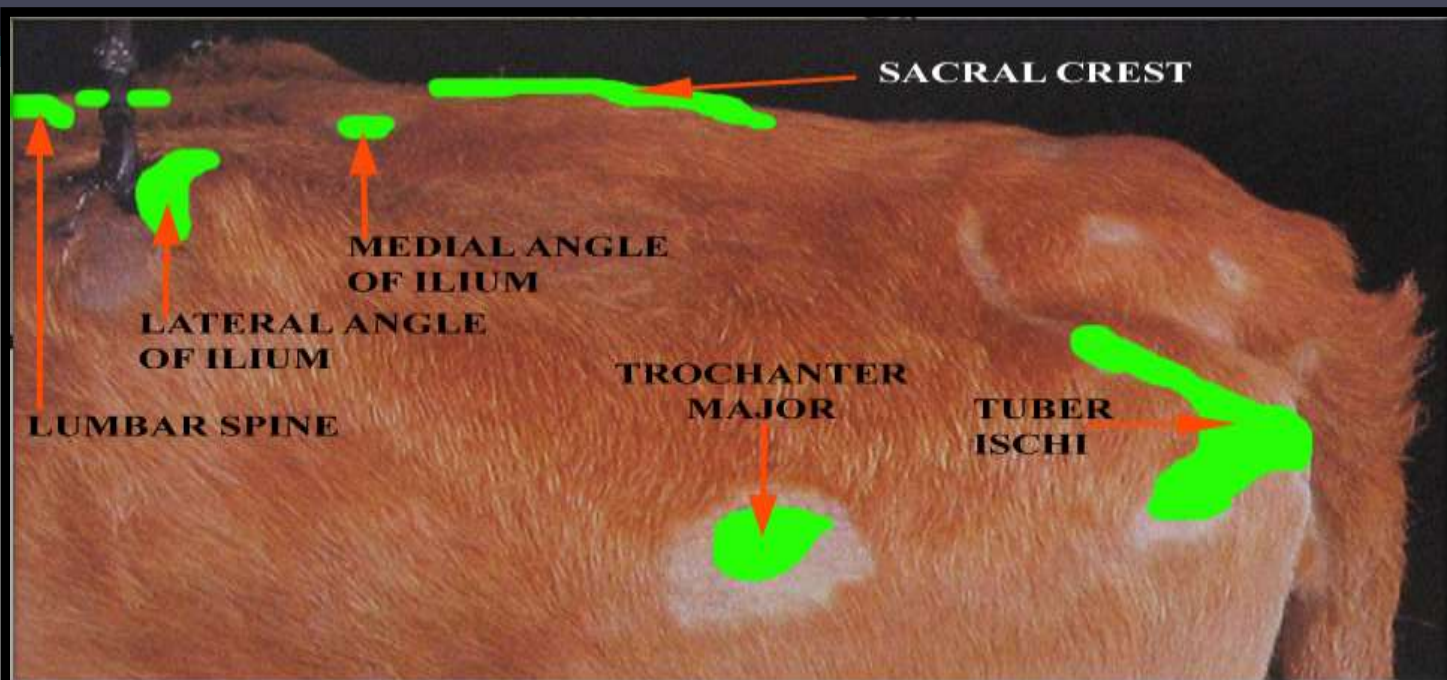 SACRAL CREST
MEDIAL ANGLE
OF ILIUM
LATERAL ANGLE
OF ILIUM
LUMBAR SPINE
TROCHANTER
MAJOR
TUBER
ISCHI